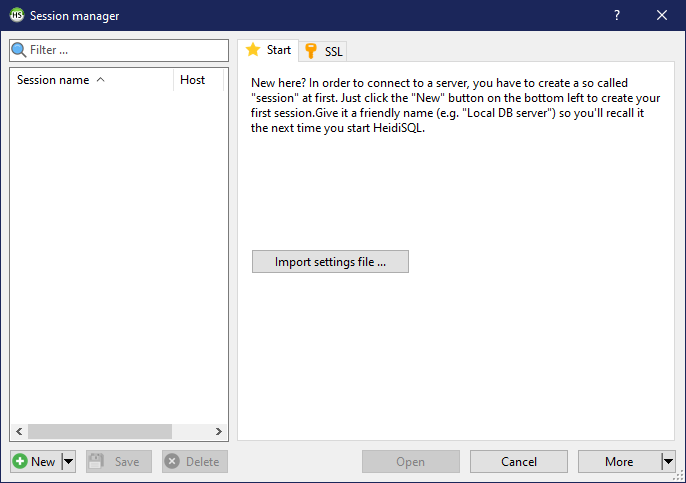 HS Session manager ?
Filter ...
Start SSL
Session name Host
New here? In order to connect to a server, you have to create a so called
"session" at first. Just click the "New" button on the bottom left to create your
first session.Give it a friendly name (e.g. "Local DB server") so you'll recall it
the next time you start HeidiSQL.
Import settings file ...
New Save Delete Open Cancel More